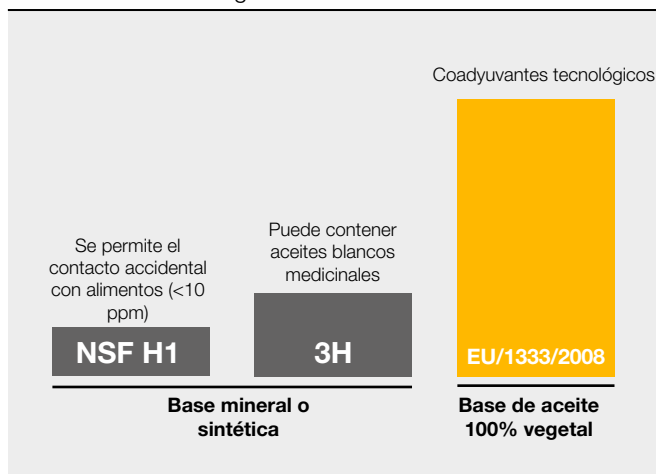 Coadyuvantes tecnológicos
Se permite el
contacto accidental
con alimentos (<10
ppm)
Puede contener
aceites blancos
medicinales
NSF H1
3H
EU/1333/2008
Base mineral o
sintética
Base de aceite
100% vegetal